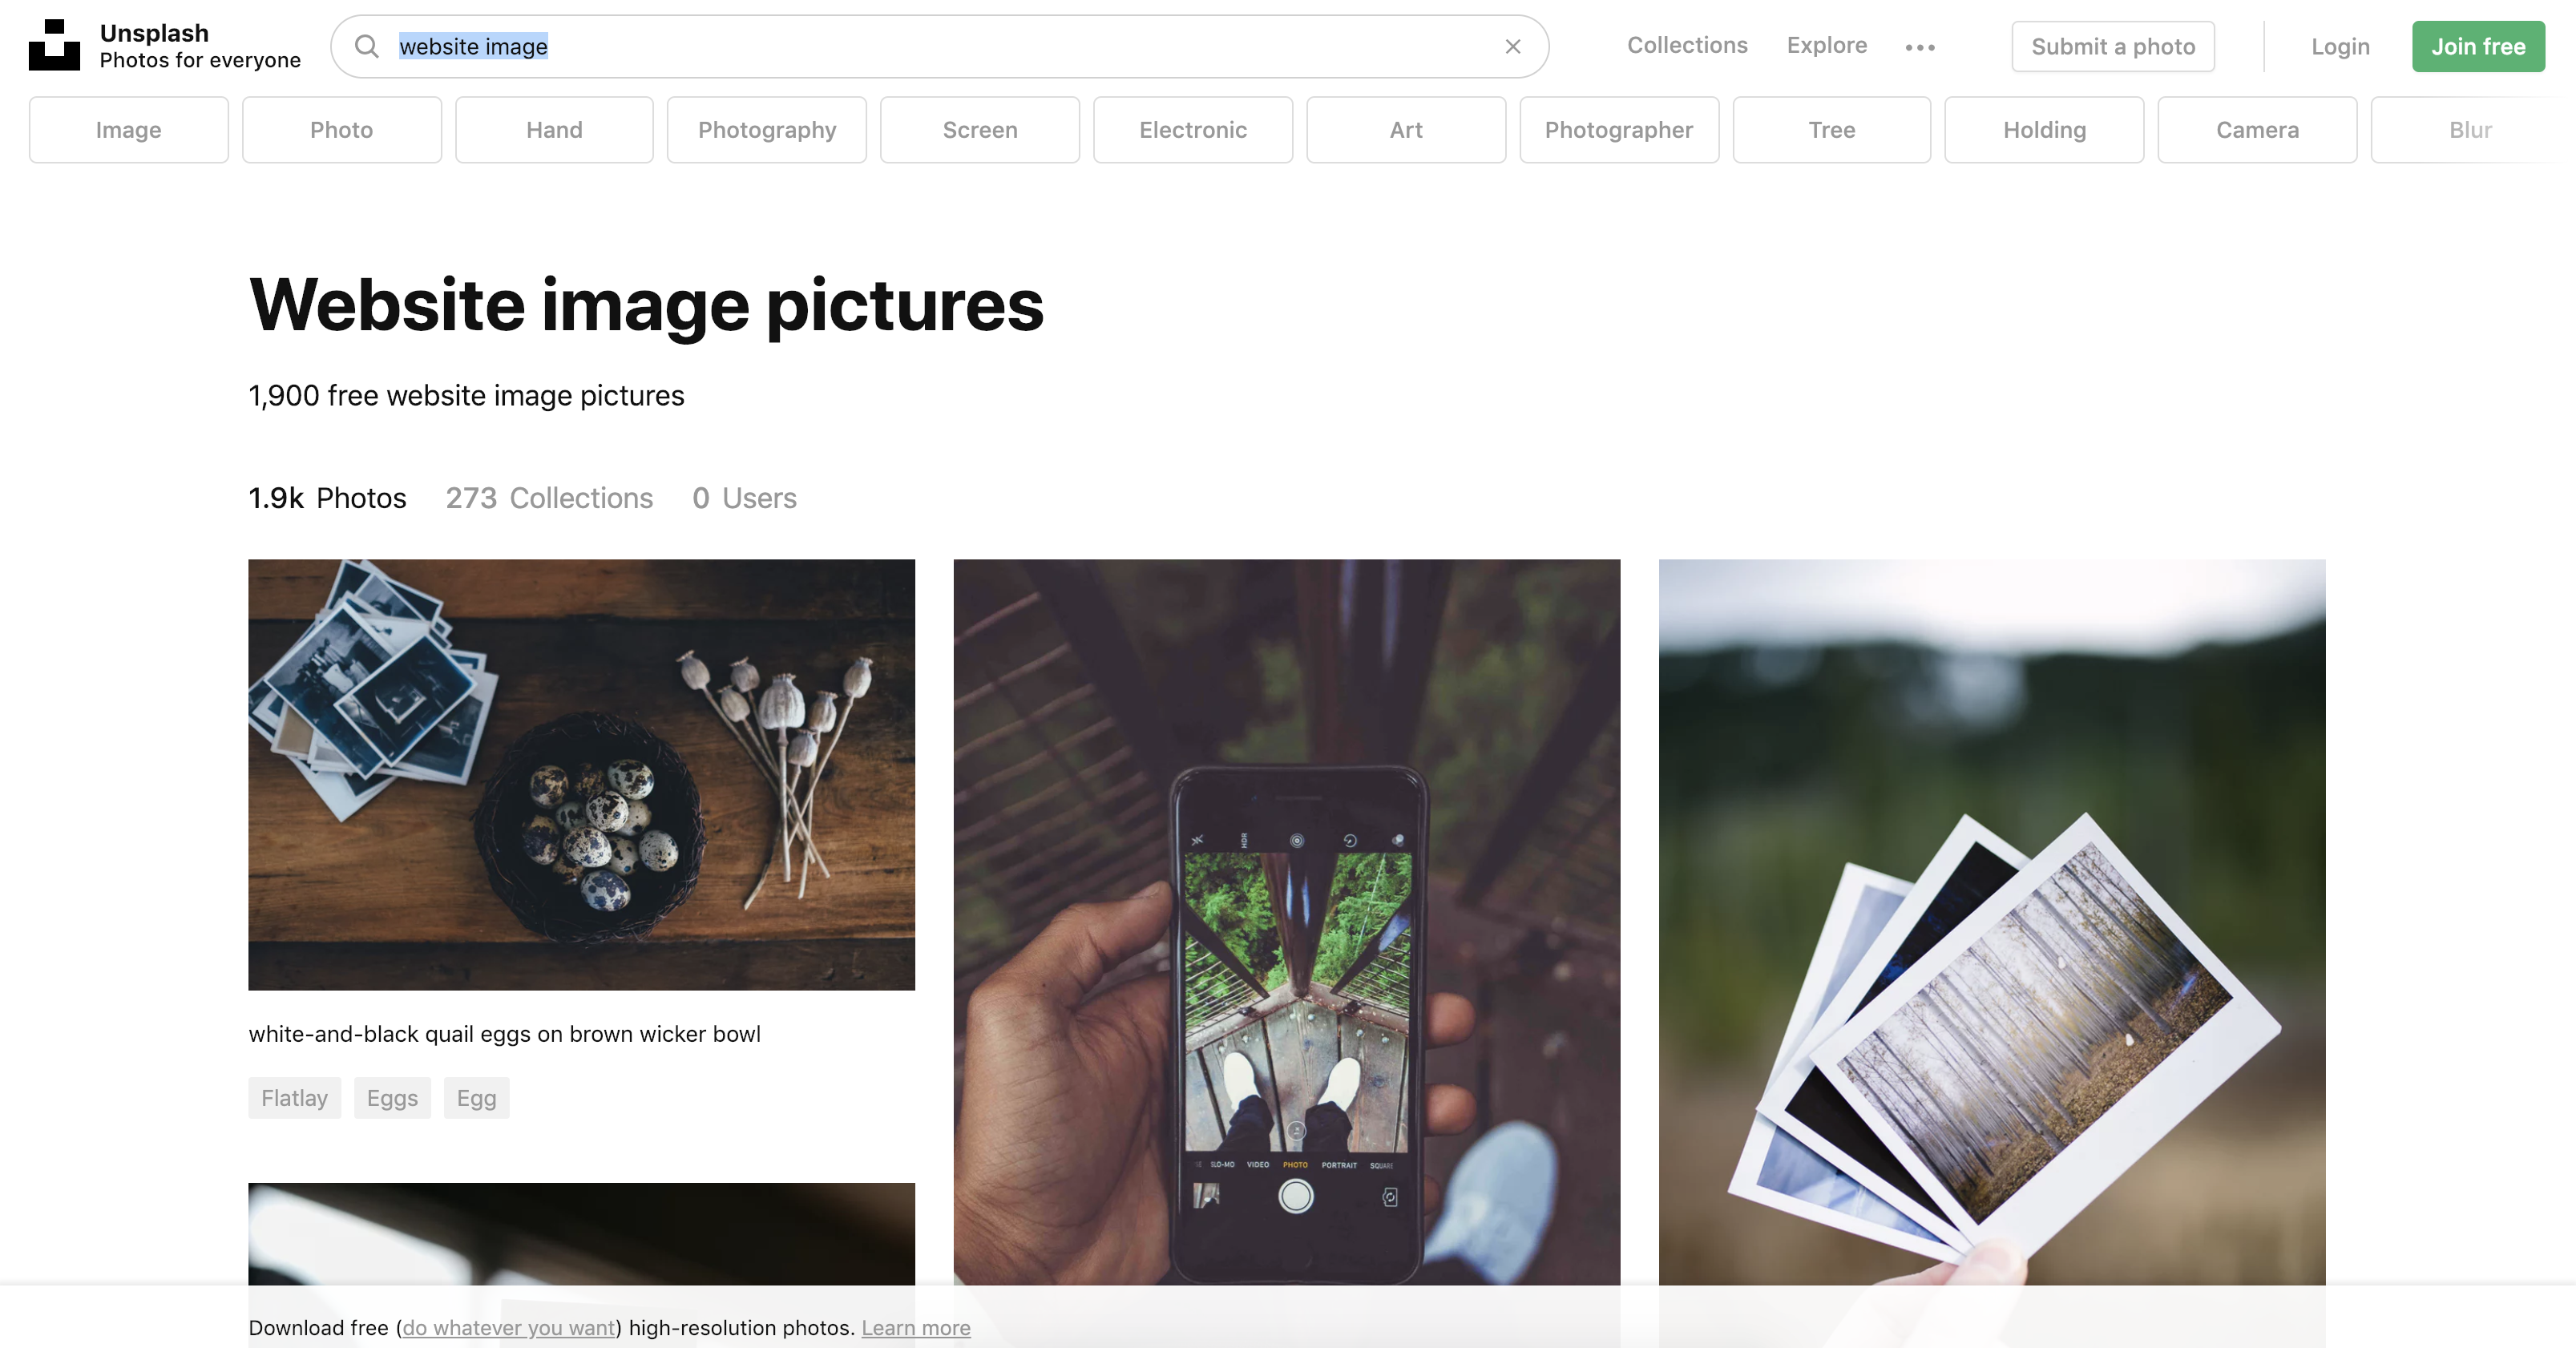 Unsplash
Photos for everyone
website image
Collections
Explore
Submit a photo
Login
Join free
Image
Photo
Hand
Photography
Screen
Electronic
Art
Photographer
Tree
Holding
Camera
Blur
Website image pictures
1,900 free website image pictures
1.9k Photos
273 Collections
0 Users
white-and-black quail eggs on brown wicker bowl
Flatlay
Eggs
Egg
HDR
SLO-MO VIDEO PHOTO PORTRAIT SQUARE
Download free (do whatever you want) high-resolution photos. Learn more